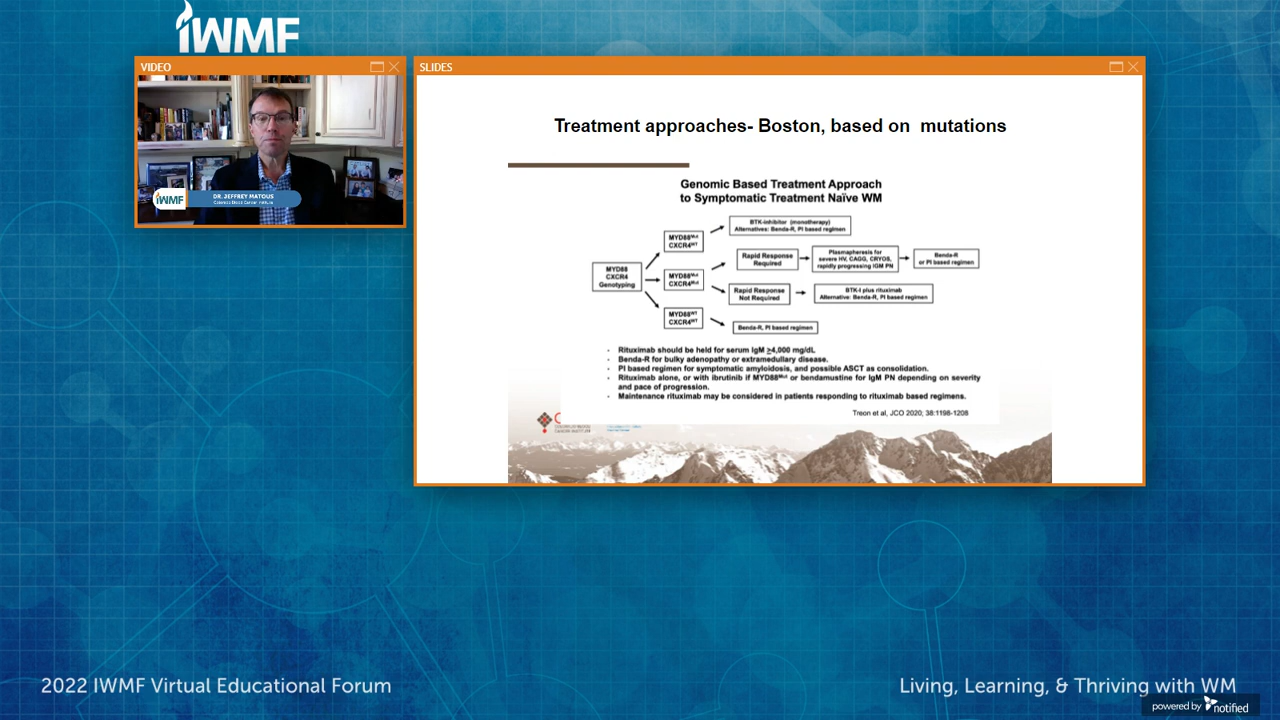 iWMF
VIDEO
SLIDES
iWMF
DR. JEFFREY MATOUS
Colorado Blood Cancer Institute
Treatment approaches- Boston, based on mutations
Genomic Based Treatment Approach
to Symptomatic Treatment Naïve WM
MYD88
CXCR4
Genotyping
MYD88Mut
CXCR4WT
BTK-inhibitor (monotherapy)
Alternatives: Benda-R, PI based regimen
MYD88Mut
CXCR4Mut
Rapid Response
Required
Plasmapheresis for
severe HV, CAGG, CRYOS,
rapidly progressing IGM PN
Benda-R
or PI based regimen
Rapid Response
Not Required
BTK-I plus rituximab
Alternative: Benda-R, PI based regimen
MYD88WT
CXCR4WT
Benda-R, PI based regimen
· Rituximab should be held for serum IgM ≥4,000 mg/dL
· Benda-R for bulky adenopathy or extramedullary disease.
· PI based regimen for symptomatic amyloidosis, and possible ASCT as consolidation.
· Rituximab alone, or with ibrutinib if MYD88Mut or bendamustine for IgM PN depending on severity
and pace of progression.
· Maintenance rituximab may be considered in patients responding to rituximab based regimens.
Treon et al, JCO 2020; 38:1198-1208
2022 IWMF Virtual Educational Forum
Living, Learning, & Thriving with WM
powered by notified